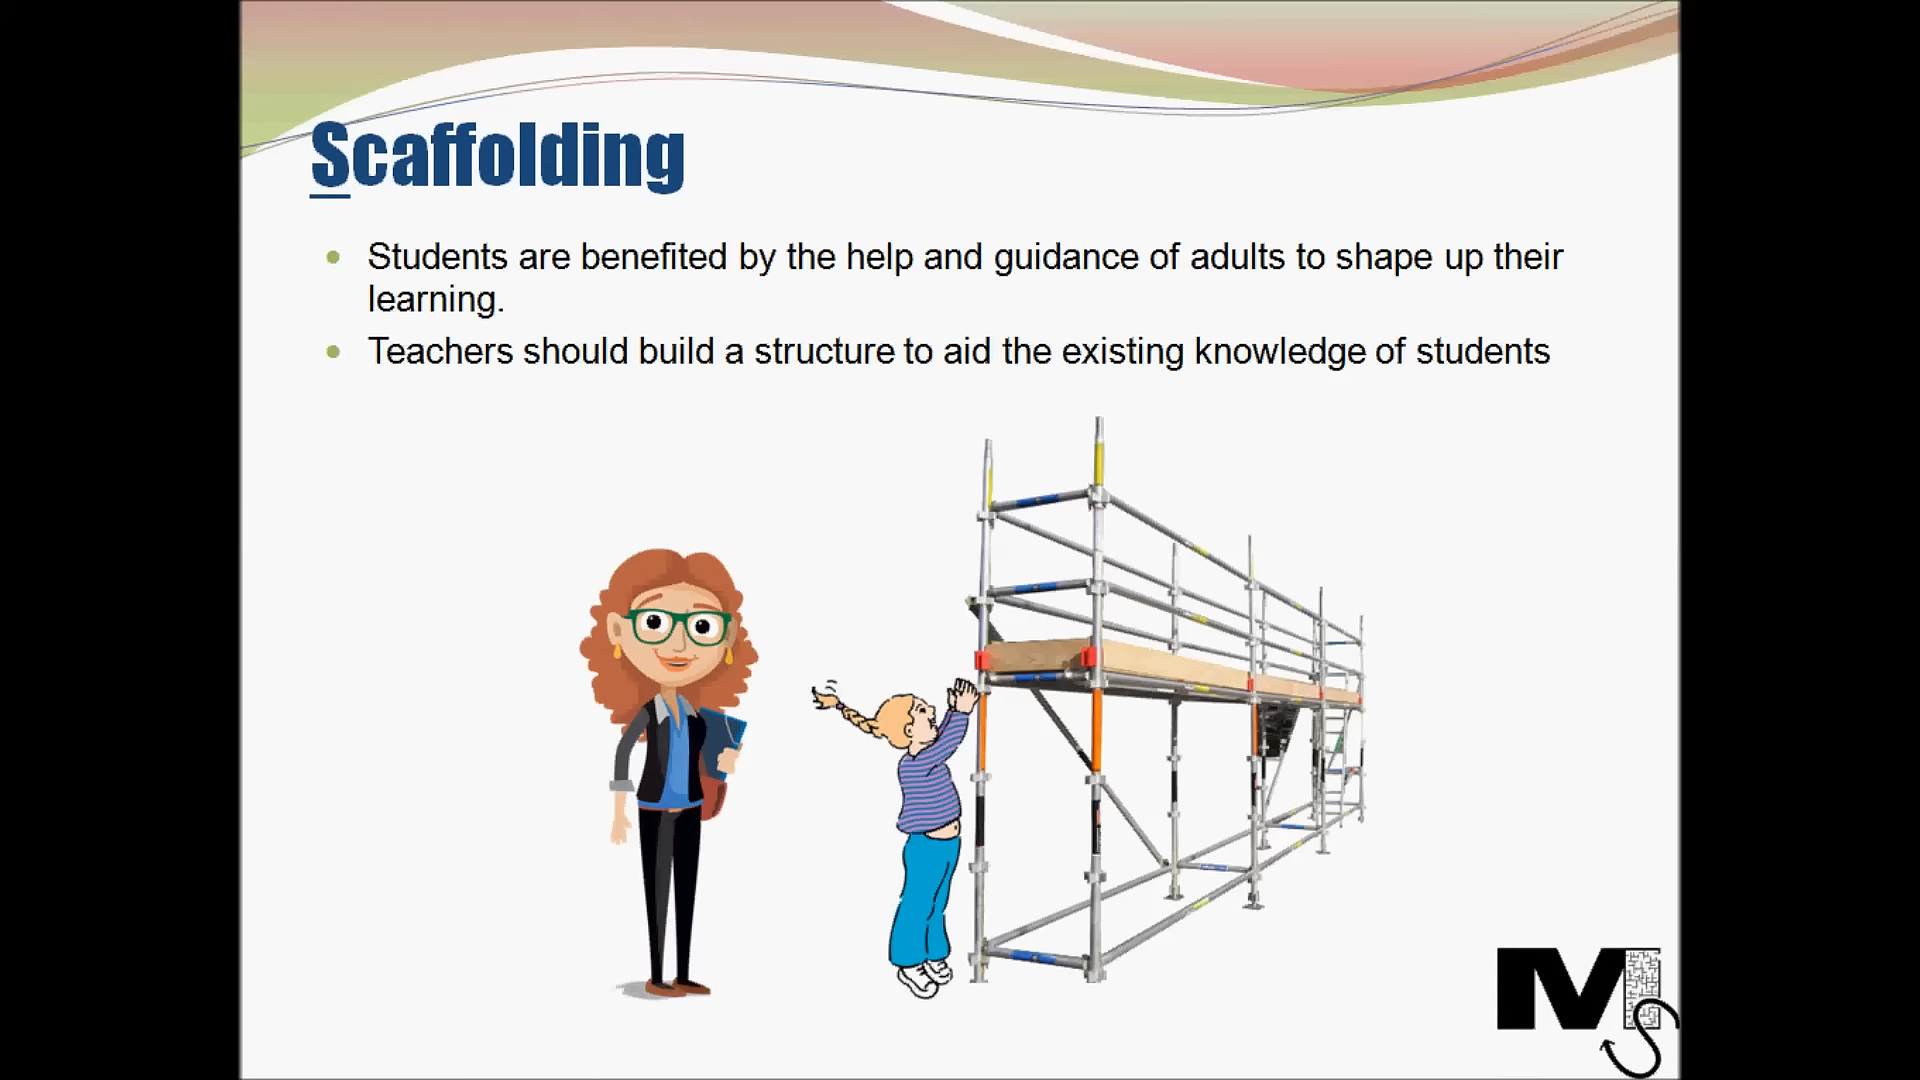 Scaffolding
Students are benefited by the help and guidance of adults to shape up their
learning.
Teachers should build a structure to aid the existing knowledge of students
MS